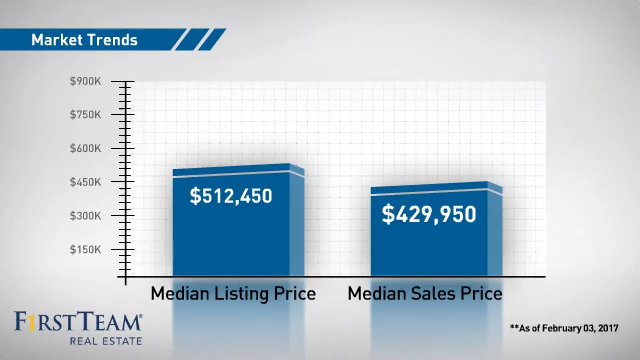 Market Trends
$900K
$750K
$600K
$450K
$300K
$150K
$512,450
$429,950
Median Listing Price
Median Sales Price
F1RSTTEAM®
REAL ESTATE
**As of February 03, 2017